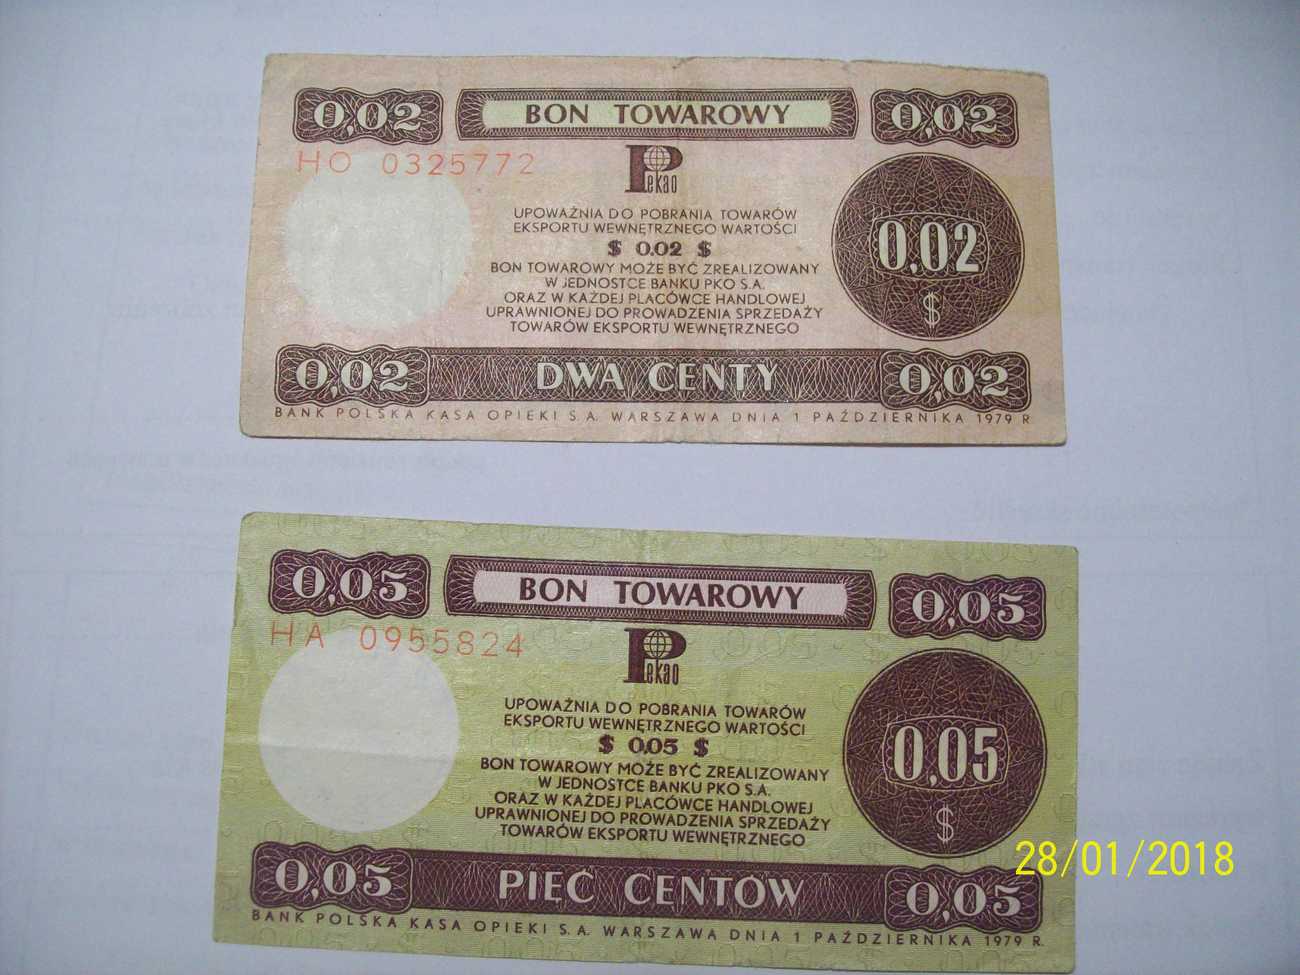 0,02 BON TOWAROWY 0,02
HO 0325772
Pekao
UPOWAŻNIA DO POBRANIA TOWARÓW
EKSPORTU WEWNĘTRZNEGO WARTOŚCI
$ 0.02 $
BON TOWAROWY MOŻE BYĆ ZREALIZOWANY
W JEDNOSTCE BANKU PKO S.A.
ORAZ W KAŻDEJ PLACÓWCE HANDLOWEJ
UPRAWNIONEJ DO PROWADZENIA SPRZEDAŻY
TOWARÓW EKSPORTU WEWNĘTRZNEGO
0,02
$
0,02 DWA CENTY 0,02
BANK POLSKA KASA OPIEKI S.A. WARSZAWA DNIA 1 PAŹDZIERNIKA 1979 R.
0,05 BON TOWAROWY 0,05
HA 0955824
Pekao
UPOWAŻNIA DO POBRANIA TOWARÓW
EKSPORTU WEWNĘTRZNEGO WARTOŚCI
$ 0.05 $
BON TOWAROWY MOŻE BYĆ ZREALIZOWANY
W JEDNOSTCE BANKU PKO S.A.
ORAZ W KAŻDEJ PLACÓWCE HANDLOWEJ
UPRAWNIONEJ DO PROWADZENIA SPRZEDAŻY
TOWARÓW EKSPORTU WEWNĘTRZNEGO
0,05
$
0,05 PIĘĆ CENTÓW 0,05
BANK POLSKA KASA OPIEKI S.A. WARSZAWA DNIA 1 PAŹDZIERNIKA 1979 R.
28/01/2018